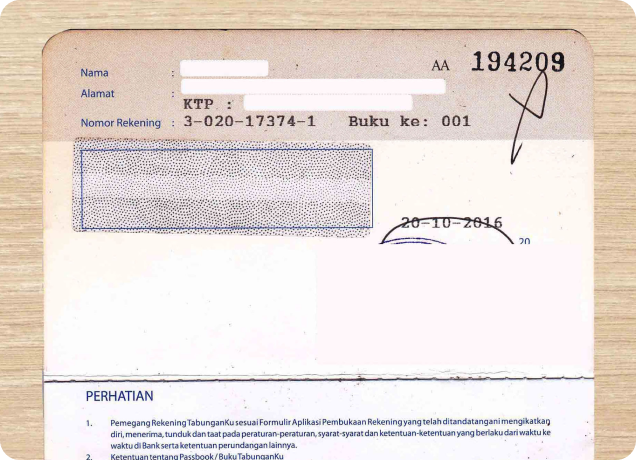 AA 194209
Nama :
Alamat :
KTP :
Nomor Rekening : 3-020-17374-1 Buku ke: 001
20-10-2016
20
PERHATIAN
1. Pemegang Rekening TabunganKu sesuai Formulir Aplikasi Pembukaan Rekening yang telah ditandatangani mengikatkan
diri, menerima, tunduk dan taat pada peraturan-peraturan, syarat-syarat dan ketentuan-ketentuan yang berlaku dari waktu ke
waktu di Bank serta ketentuan perundangan lainnya.
2. Ketentuan tentang Passbook / Buku TabunganKu